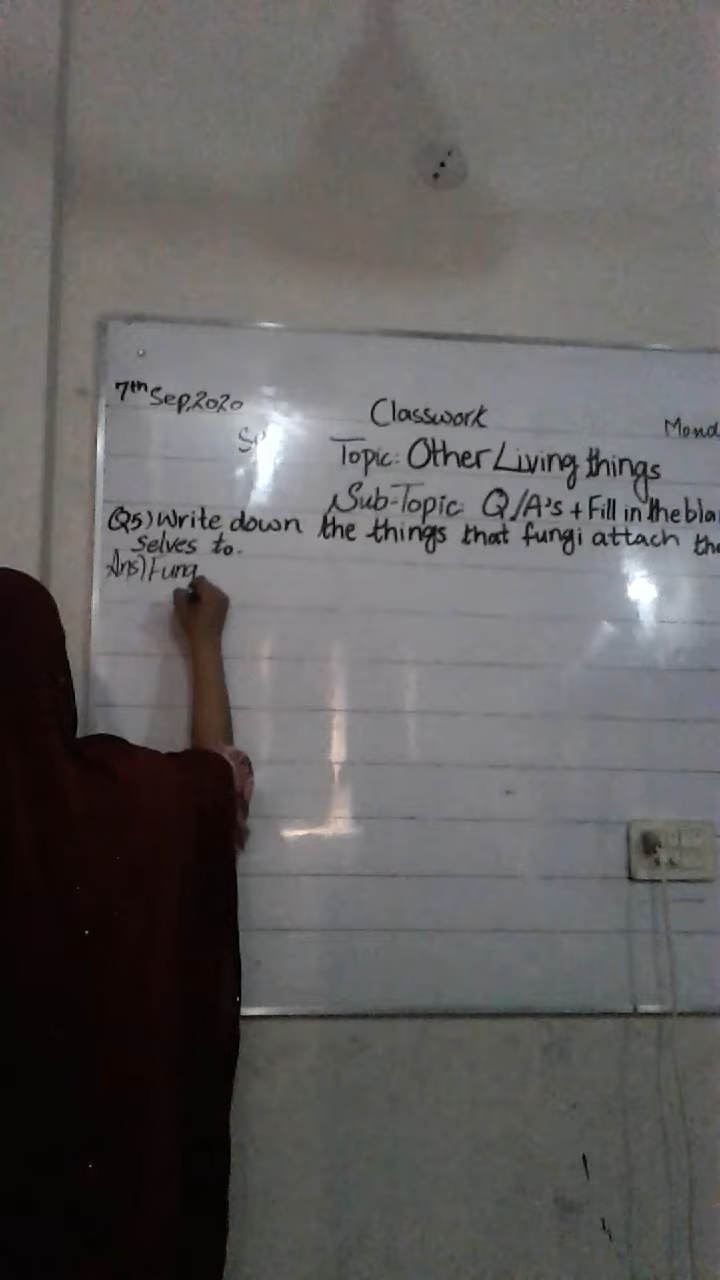 7th Sep,2020
Classwork
Mond
Topic: Other Living things
Sub-Topic: Q/A's + Fill in the bla
Q5) Write down the things that fungi attach the
selves to.
Ans) Fung